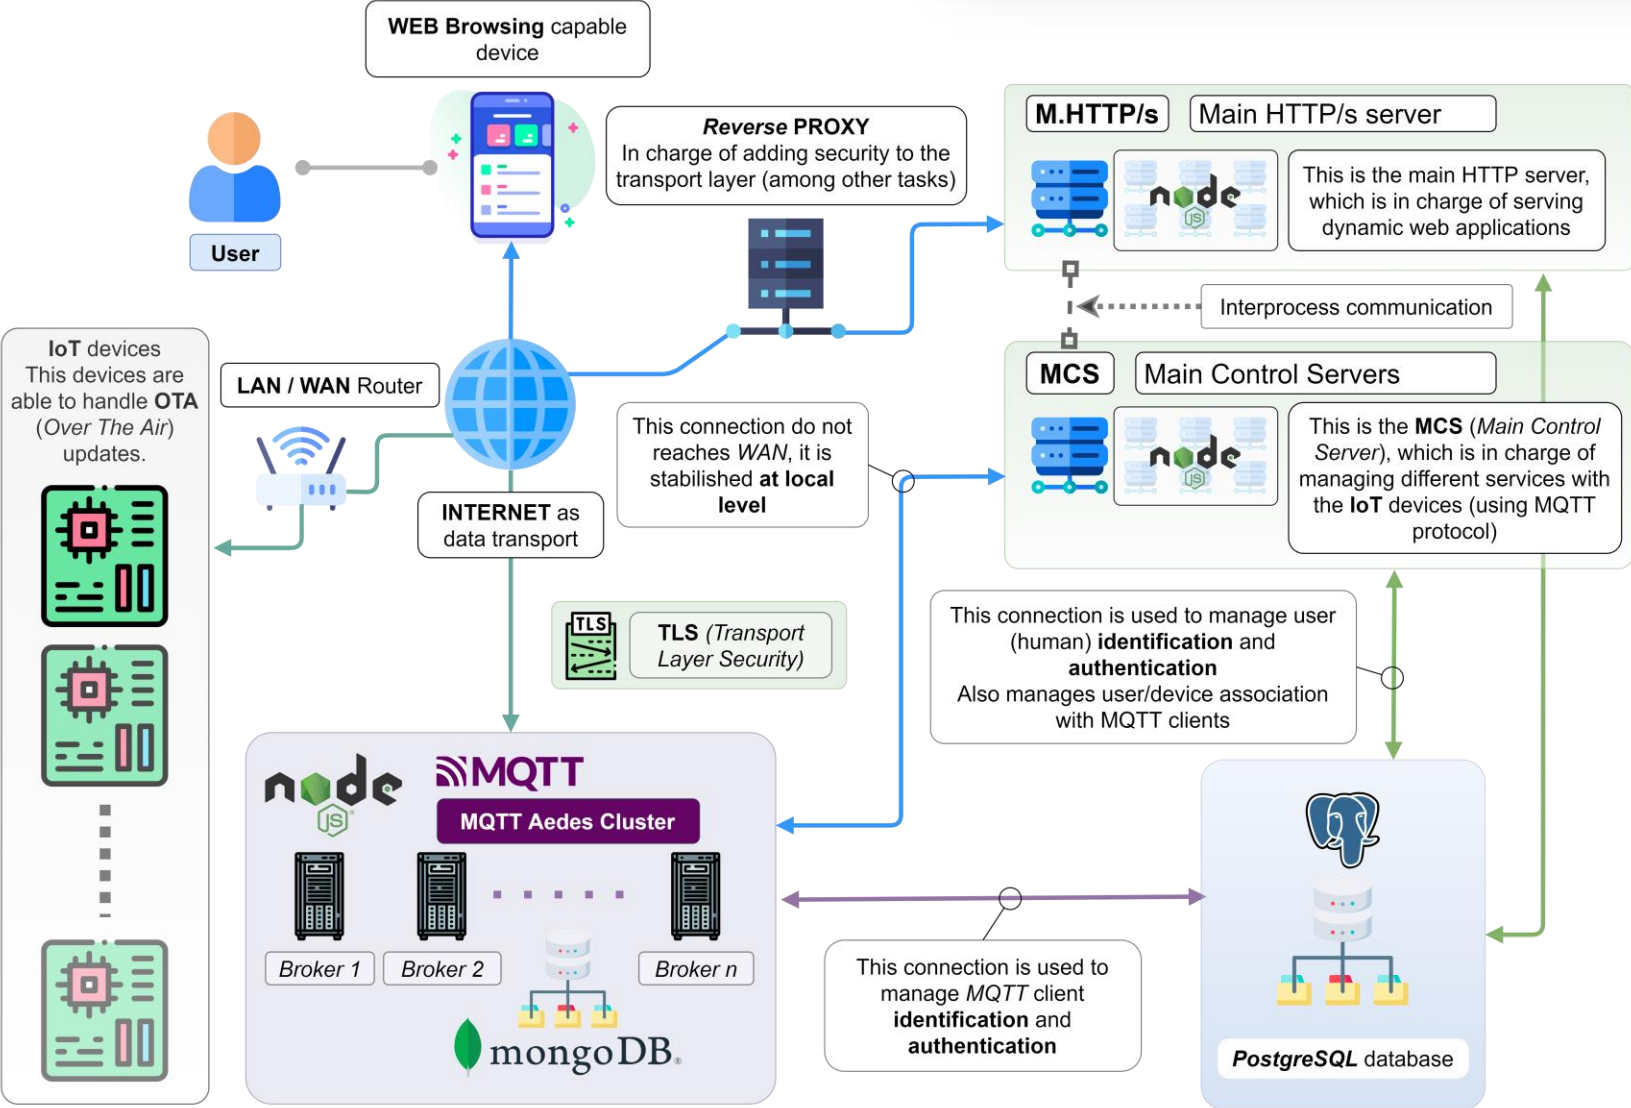 WEB Browsing capable
device
User
Reverse PROXY
In charge of adding security to the
transport layer (among other tasks)
M.HTTP/s
Main HTTP/s server
node
JS
This is the main HTTP server,
which is in charge of serving
dynamic web applications
Interprocess communication
MCS
Main Control Servers
node
JS
This is the MCS (Main Control
Server), which is in charge of
managing different services with
the IoT devices (using MQTT
protocol)
IoT devices
This devices are
able to handle OTA
(Over The Air)
updates.
LAN / WAN Router
INTERNET as
data transport
This connection do not
reaches WAN, it is
stabilished at local
level
TLS
TLS (Transport
Layer Security)
This connection is used to manage user
(human) identification and
authentication
Also manages user/device association
with MQTT clients
node
JS
MQTT
MQTT Aedes Cluster
Broker 1
Broker 2
Broker n
mongoDB®
This connection is used to
manage MQTT client
identification and
authentication
PostgreSQL database